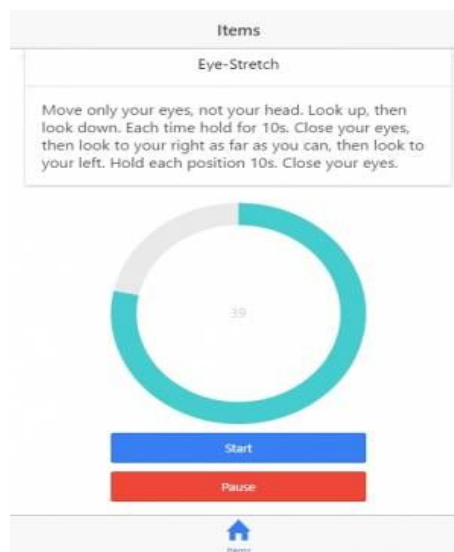 Items
Eye-Stretch
Move only your eyes, not your head. Look up, then
look down. Each time hold for 10s. Close your eyes,
then look to your right as far as you can, then look to
your left. Hold each position 10s. Close your eyes.
39
Start
Pause
Items